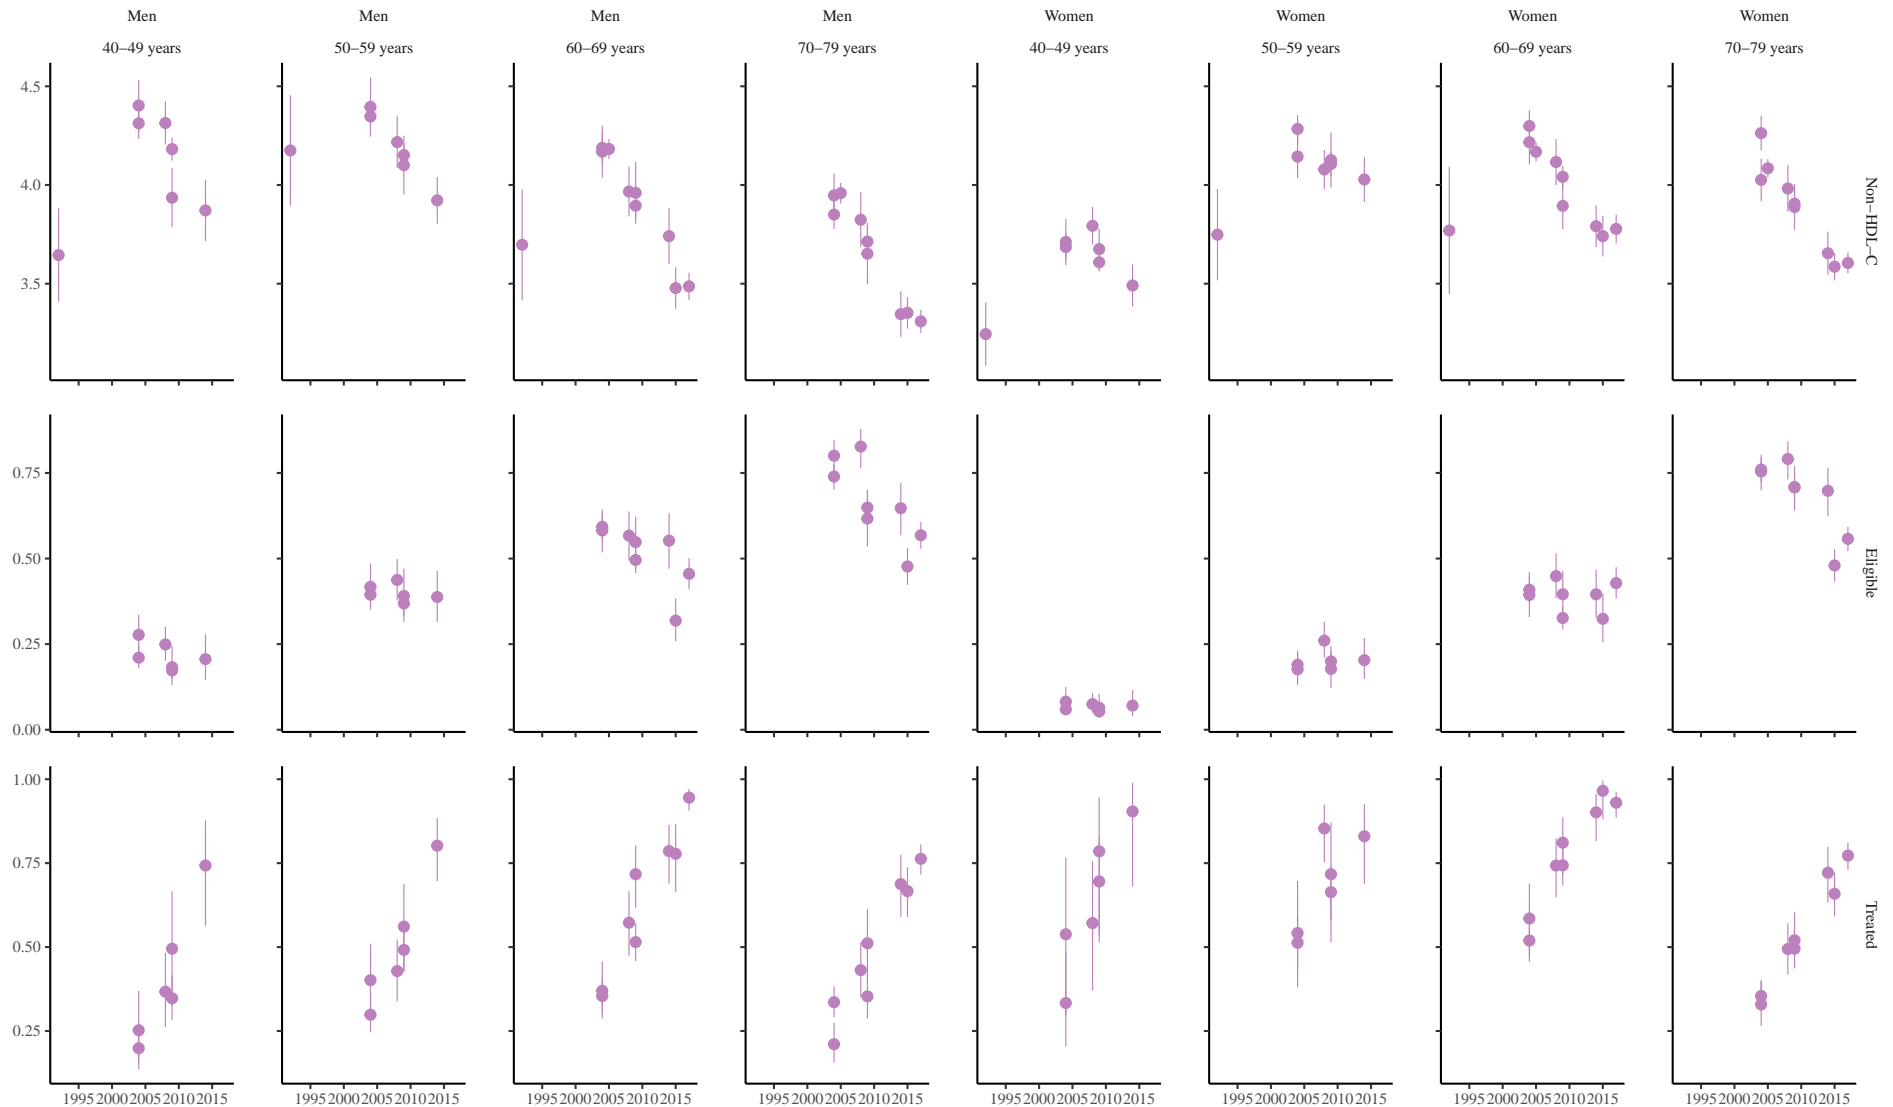 Men Men Men Men Women Women Women Women
40–49 years 50–59 years 60–69 years 70–79 years 40–49 years 50–59 years 60–69 years 70–79 years
4.5
4.0
3.5
Non–HDL–C
0.75
0.50
0.25
0.00
Eligible
1.00
0.75
0.50
0.25
Treated
1995 2000 2005 2010 2015 1995 2000 2005 2010 2015 1995 2000 2005 2010 2015 1995 2000 2005 2010 2015 1995 2000 2005 2010 2015 1995 2000 2005 2010 2015 1995 2000 2005 2010 2015 1995 2000 2005 2010 2015